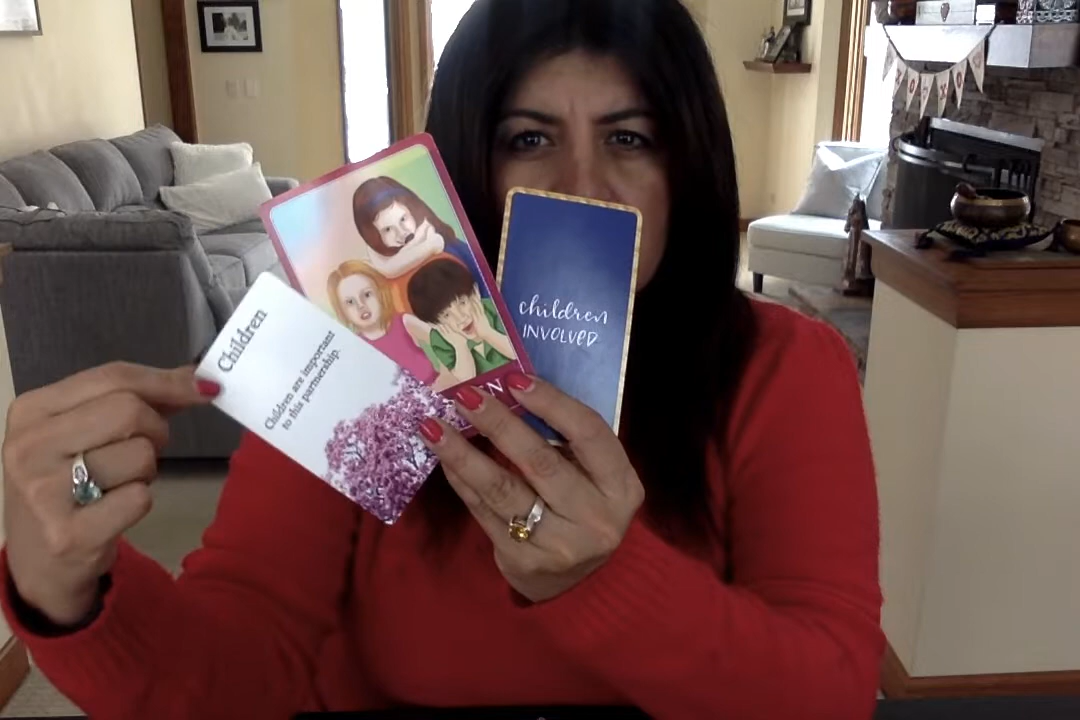 Children
Children are important
to this partnership.
children
INVOLVED